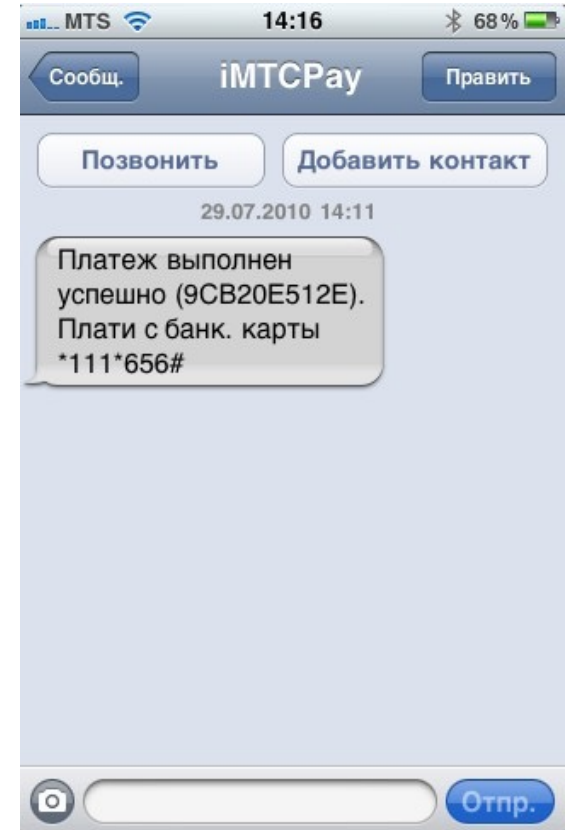 MTS 14:16 68%
Сообщ. iMTCPay Править
Позвонить Добавить контакт
29.07.2010 14:11
Платеж выполнен
успешно (9CB20E512E).
Плати с банк. карты
*111*656#
Отпр.